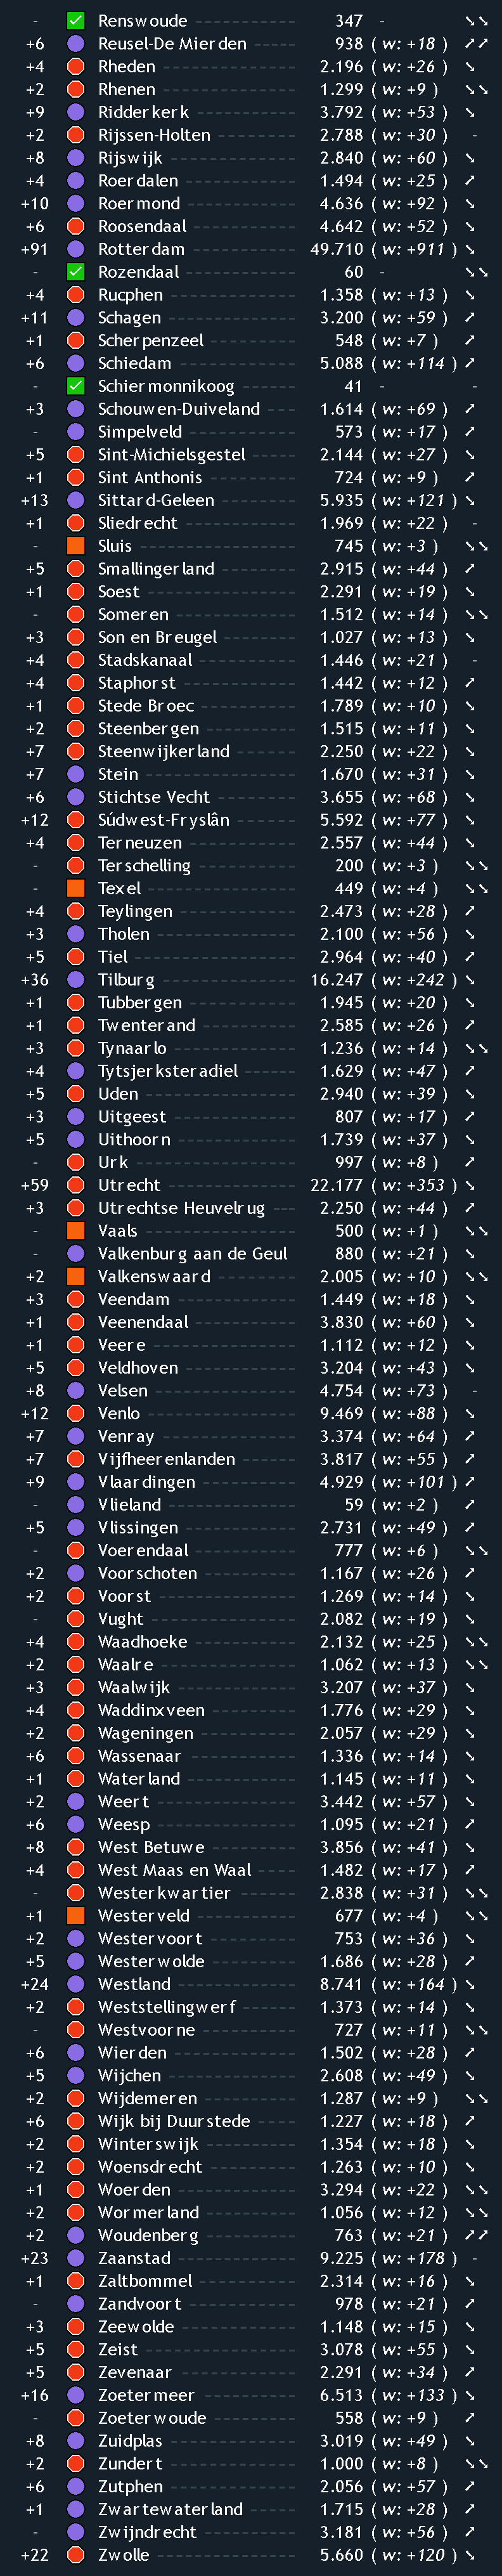 - Renswoude 347 - ↘↘
+6 Reusel-De Mierden 938 ( w: +18 ) ↗↗
+4 Rheden 2.196 ( w: +26 ) ↘
+2 Rhenen 1.299 ( w: +9 ) ↘↘
+9 Ridderkerk 3.792 ( w: +53 ) ↘
+2 Rijssen-Holten 2.788 ( w: +30 ) -
+8 Rijswijk 2.840 ( w: +60 ) ↘
+4 Roerdalen 1.494 ( w: +25 ) ↗
+10 Roermond 4.636 ( w: +92 ) ↘
+6 Roosendaal 4.642 ( w: +52 ) ↘
+91 Rotterdam 49.710 ( w: +911 ) ↘
- Rozendaal 60 - ↘↘
+4 Rucphen 1.358 ( w: +13 ) ↘
+11 Schagen 3.200 ( w: +59 ) ↗
+1 Scherpenzeel 548 ( w: +7 ) ↗
+6 Schiedam 5.088 ( w: +114 ) ↗
- Schiermonnikoog 41 - -
+3 Schouwen-Duiveland 1.614 ( w: +69 ) ↗
- Simpelveld 573 ( w: +17 ) ↗
+5 Sint-Michielsgestel 2.144 ( w: +27 ) ↘
+1 Sint Anthonis 724 ( w: +9 ) ↗
+13 Sittard-Geleen 5.935 ( w: +121 ) ↘
+1 Sliedrecht 1.969 ( w: +22 ) -
- Sluis 745 ( w: +3 ) ↘↘
+5 Smallingerland 2.915 ( w: +44 ) ↗
+1 Soest 2.291 ( w: +19 ) ↘
- Someren 1.512 ( w: +14 ) ↘↘
+3 Son en Breugel 1.027 ( w: +13 ) ↘
+4 Stadskanaal 1.446 ( w: +21 ) -
+4 Staphorst 1.442 ( w: +12 ) ↗
+1 Stede Broec 1.789 ( w: +10 ) ↘
+2 Steenbergen 1.515 ( w: +11 ) ↘
+7 Steenwijkerland 2.250 ( w: +22 ) ↘
+7 Stein 1.670 ( w: +31 ) ↘
+6 Stichtse Vecht 3.655 ( w: +68 ) ↘
+12 Súdwest-Fryslân 5.592 ( w: +77 ) ↘
+4 Terneuzen 2.557 ( w: +44 ) ↘
- Terschelling 200 ( w: +3 ) ↘↘
- Texel 449 ( w: +4 ) ↘↘
+4 Teylingen 2.473 ( w: +28 ) ↗
+3 Tholen 2.100 ( w: +56 ) ↘
+5 Tiel 2.964 ( w: +40 ) ↗
+36 Tilburg 16.247 ( w: +242 ) ↘
+1 Tubbergen 1.945 ( w: +20 ) ↘
+1 Twenterand 2.585 ( w: +26 ) ↗
+3 Tynaarlo 1.236 ( w: +14 ) ↘↘
+4 Tytsjerksteradiel 1.629 ( w: +47 ) ↗
+5 Uden 2.940 ( w: +39 ) ↘
+3 Uitgeest 807 ( w: +17 ) ↗
+5 Uithoorn 1.739 ( w: +37 ) ↘
- Urk 997 ( w: +8 ) ↗
+59 Utrecht 22.177 ( w: +353 ) ↘
+3 Utrechtse Heuvelrug 2.250 ( w: +44 ) ↗
- Vaals 500 ( w: +1 ) ↘↘
- Valkenburg aan de Geul 880 ( w: +21 ) ↘
+2 Valkenswaard 2.005 ( w: +10 ) ↘↘
+3 Veendam 1.449 ( w: +18 ) ↘
+1 Veenendaal 3.830 ( w: +60 ) ↘
+1 Veere 1.112 ( w: +12 ) ↘
+5 Veldhoven 3.204 ( w: +43 ) ↘
+8 Velsen 4.754 ( w: +73 ) -
+12 Venlo 9.469 ( w: +88 ) ↘
+7 Venray 3.374 ( w: +64 ) ↗
+7 Vijfheerenlanden 3.817 ( w: +55 ) ↗
+9 Vlaardingen 4.929 ( w: +101 ) ↗
- Vlieland 59 ( w: +2 ) ↗
+5 Vlissingen 2.731 ( w: +49 ) ↗
- Voerendaal 777 ( w: +6 ) ↘↘
+2 Voorschoten 1.167 ( w: +26 ) ↗
+2 Voorst 1.269 ( w: +14 ) ↘
- Vught 2.082 ( w: +19 ) ↘
+4 Waadhoeke 2.132 ( w: +25 ) ↘↘
+2 Waalre 1.062 ( w: +13 ) ↘↘
+3 Waalwijk 3.207 ( w: +37 ) ↘
+4 Waddinxveen 1.776 ( w: +29 ) ↘
+2 Wageningen 2.057 ( w: +29 ) ↘
+6 Wassenaar 1.336 ( w: +14 ) ↘
+1 Waterland 1.145 ( w: +11 ) ↘
+2 Weert 3.442 ( w: +57 ) ↘
+6 Weesp 1.095 ( w: +21 ) ↗
+8 West Betuwe 3.856 ( w: +41 ) ↘
+4 West Maas en Waal 1.482 ( w: +17 ) ↗
- Westerkwartier 2.838 ( w: +31 ) ↘↘
+1 Westerveld 677 ( w: +4 ) ↘↘
+2 Westervoort 753 ( w: +36 ) ↘
+5 Westerwolde 1.686 ( w: +28 ) ↗
+24 Westland 8.741 ( w: +164 ) ↘
+2 Weststellingwerf 1.373 ( w: +14 ) ↘
- Westvoorne 727 ( w: +11 ) ↘↘
+6 Wierden 1.502 ( w: +28 ) ↗
+5 Wijchen 2.608 ( w: +49 ) ↘
+2 Wijdemeren 1.287 ( w: +9 ) ↘↘
+6 Wijk bij Duurstede 1.227 ( w: +18 ) ↗
+2 Winterswijk 1.354 ( w: +18 ) ↘
+2 Woensdrecht 1.263 ( w: +10 ) ↘
+1 Woerden 3.294 ( w: +22 ) ↘↘
+2 Wormerland 1.056 ( w: +12 ) ↘↘
+2 Woudenberg 763 ( w: +21 ) ↗↗
+23 Zaanstad 9.225 ( w: +178 ) -
+1 Zaltbommel 2.314 ( w: +16 ) ↘
- Zandvoort 978 ( w: +21 ) ↗
+3 Zeewolde 1.148 ( w: +15 ) ↘
+5 Zeist 3.078 ( w: +55 ) ↘
+5 Zevenaar 2.291 ( w: +34 ) ↗
+16 Zoetermeer 6.513 ( w: +133 ) ↘
- Zoeterwoude 558 ( w: +9 ) ↗
+8 Zuidplas 3.019 ( w: +49 ) ↘
+2 Zundert 1.000 ( w: +8 ) ↘↘
+6 Zutphen 2.056 ( w: +57 ) ↗
+1 Zwartewaterland 1.715 ( w: +28 ) ↗
- Zwijndrecht 3.181 ( w: +56 ) ↗
+22 Zwolle 5.660 ( w: +120 ) ↘